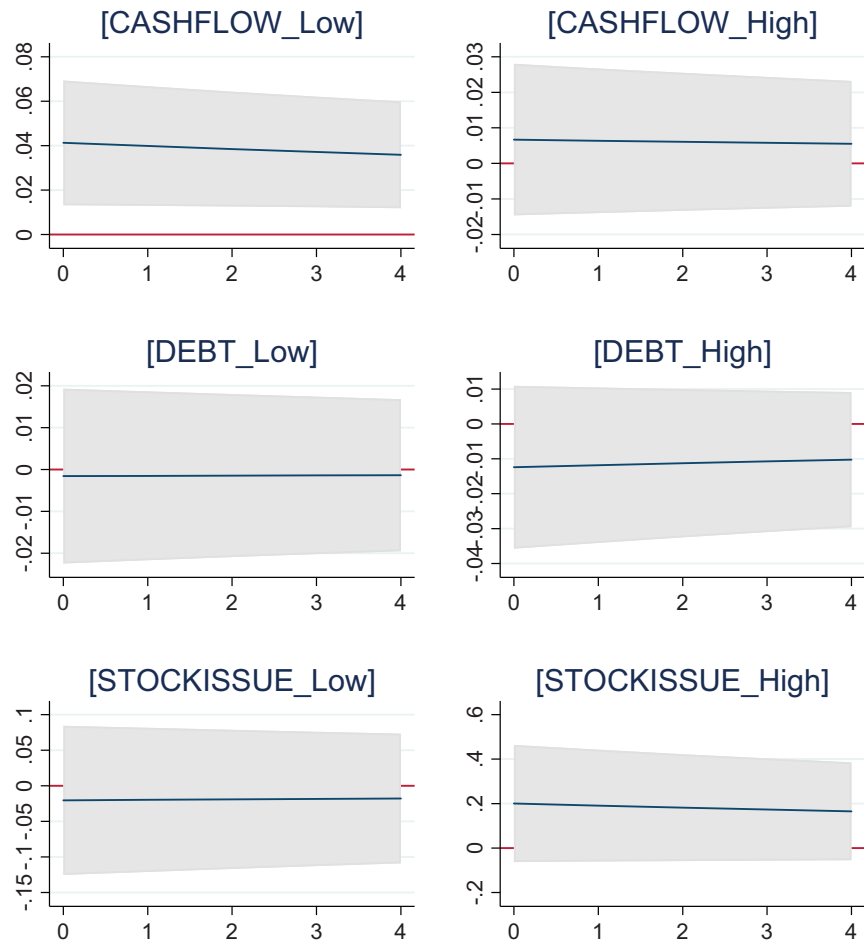 [CASHFLOW_Low]
.08
.06
.04
.02
0
0 1 2 3 4
[CASHFLOW_High]
.03
.02
.01
0
-.01
-.02
0 1 2 3 4
[DEBT_Low]
.02
.01
0
-.01
-.02
0 1 2 3 4
[DEBT_High]
.01
0
-.01
-.02
-.03
-.04
0 1 2 3 4
[STOCKISSUE_Low]
.1
.05
0
-.05
-.1
-.15
0 1 2 3 4
[STOCKISSUE_High]
.6
.4
.2
0
-.2
0 1 2 3 4